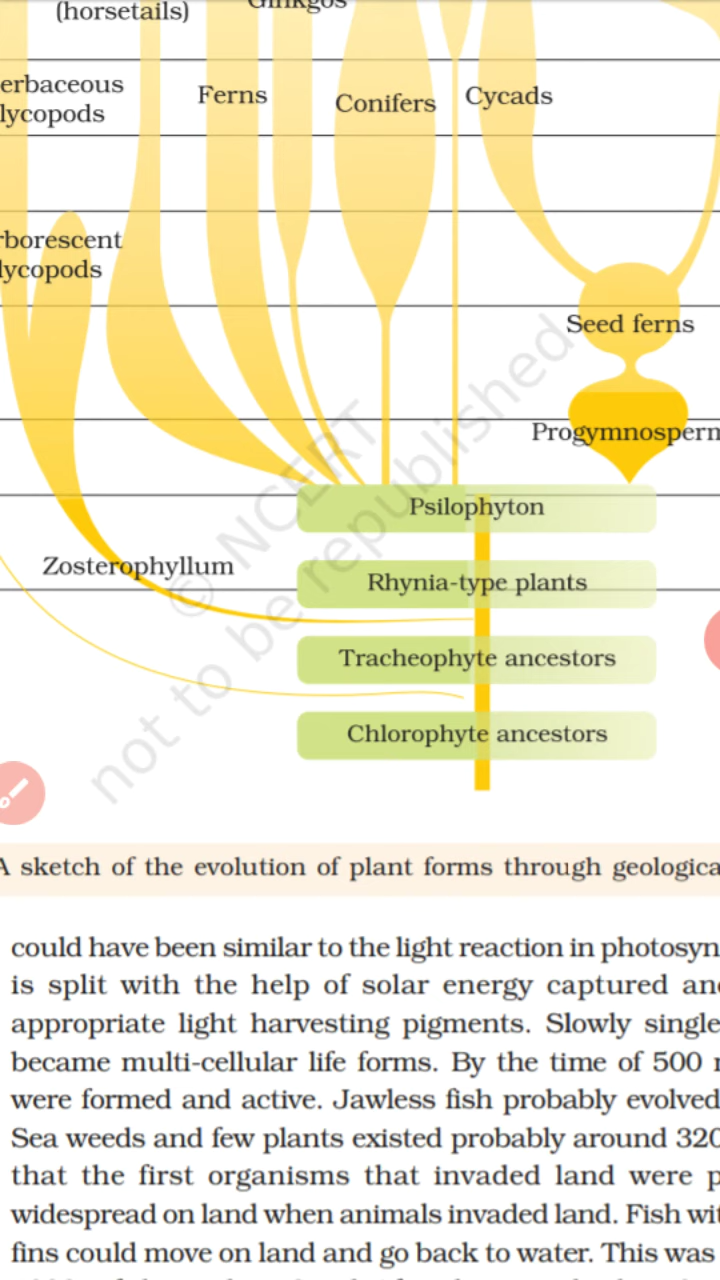 (horsetails)
Ginkgos
erbaceous
lycopods
Ferns
Conifers
Cycads
rborescent
lycopods
Seed ferns
Progymnosperm
Psilophyton
Zosterophyllum
Rhynia-type plants
Tracheophyte ancestors
Chlorophyte ancestors
© NCERT
not to be republished
A sketch of the evolution of plant forms through geologica
could have been similar to the light reaction in photosyn
is split with the help of solar energy captured and
appropriate light harvesting pigments. Slowly single
became multi-cellular life forms. By the time of 500
were formed and active. Jawless fish probably evolved
Sea weeds and few plants existed probably around 320
that the first organisms that invaded land were p
widespread on land when animals invaded land. Fish wit
fins could move on land and go back to water. This was